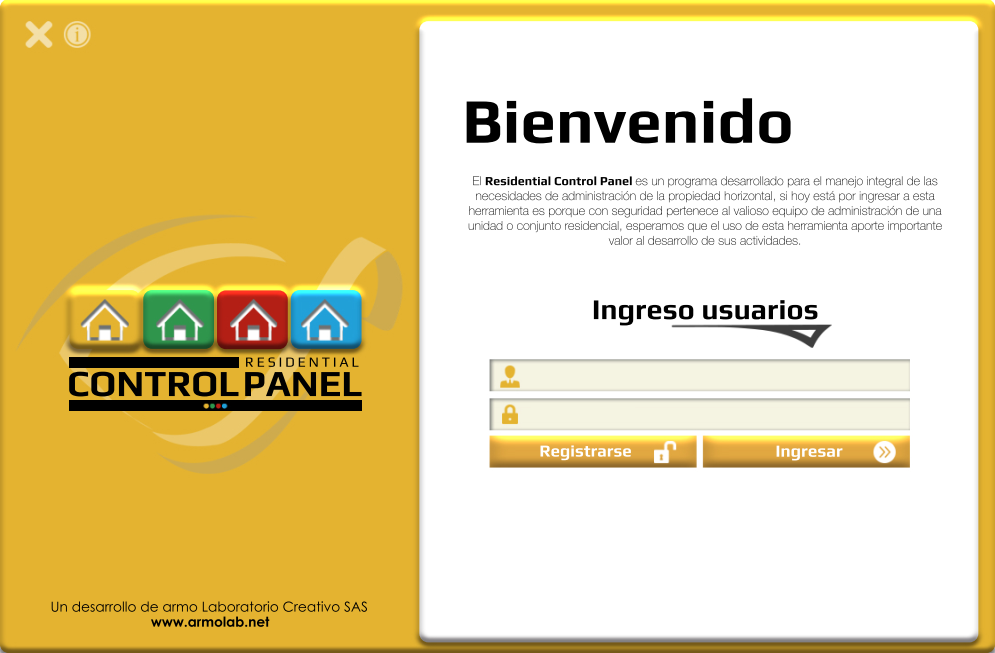 Bienvenido
El Residential Control Panel es un programa desarrollado para el manejo integral de las
necesidades de administración de la propiedad horizontal, si hoy está por ingresar a esta
herramienta es porque con seguridad pertenece al valioso equipo de administración de una
unidad o conjunto residencial, esperamos que el uso de esta herramienta aporte importante
valor al desarrollo de sus actividades.
Ingreso usuarios
Registrarse
Ingresar
RESIDENTIAL
CONTROL PANEL
Un desarrollo de armo Laboratorio Creativo SAS
www.armolab.net